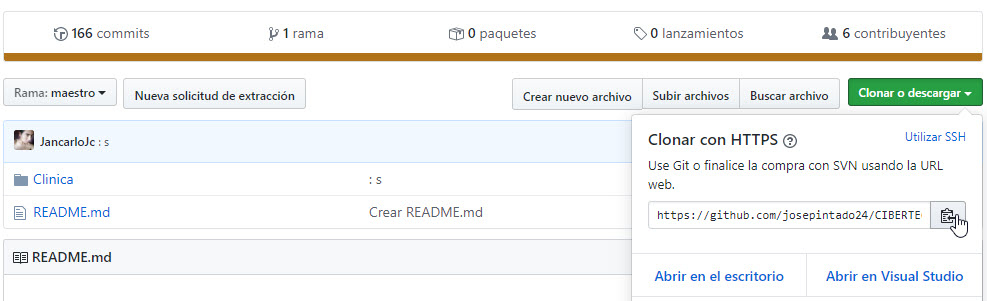 166 commits 1 rama 0 paquetes 0 lanzamientos 6 contribuyentes
Rama: maestro Nueva solicitud de extracción Crear nuevo archivo Subir archivos Buscar archivo Clonar o descargar
JancarloJc : s
Clinica : s
README.md Crear README.md
README.md
Clonar con HTTPS Utilizar SSH
Use Git o finalice la compra con SVN usando la URL
web.
https://github.com/josepintado24/CIBERTE
Abrir en el escritorio Abrir en Visual Studio